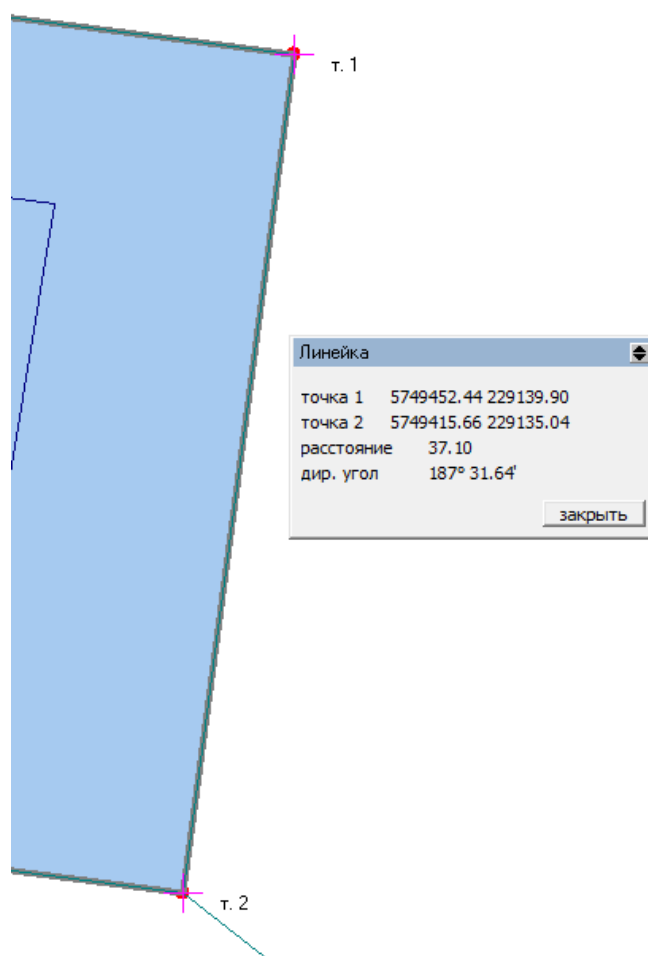 т. 1
Линейка
точка 1 5749452.44 229139.90
точка 2 5749415.66 229135.04
расстояние 37.10
дир. угол 187° 31.64'
закрыть
т. 2